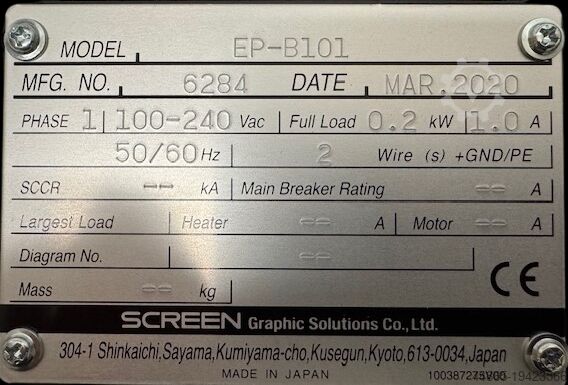 MODEL EP-B101
MFG. NO. 6284 DATE MAR.2020
PHASE 1 100-240 Vac Full Load 0.2 kW 1.0 A
50/60 Hz 2 Wire (s) +GND/PE
SCCR -- kA Main Breaker Rating -- A
Largest Load Heater -- A Motor -- A
Diagram No. --
Mass -- kg
CE
SCREEN Graphic Solutions Co., Ltd.
304-1 Shinkaichi,Sayama,Kumiyama-cho,Kusegun,Kyoto,613-0034,Japan
MADE IN JAPAN